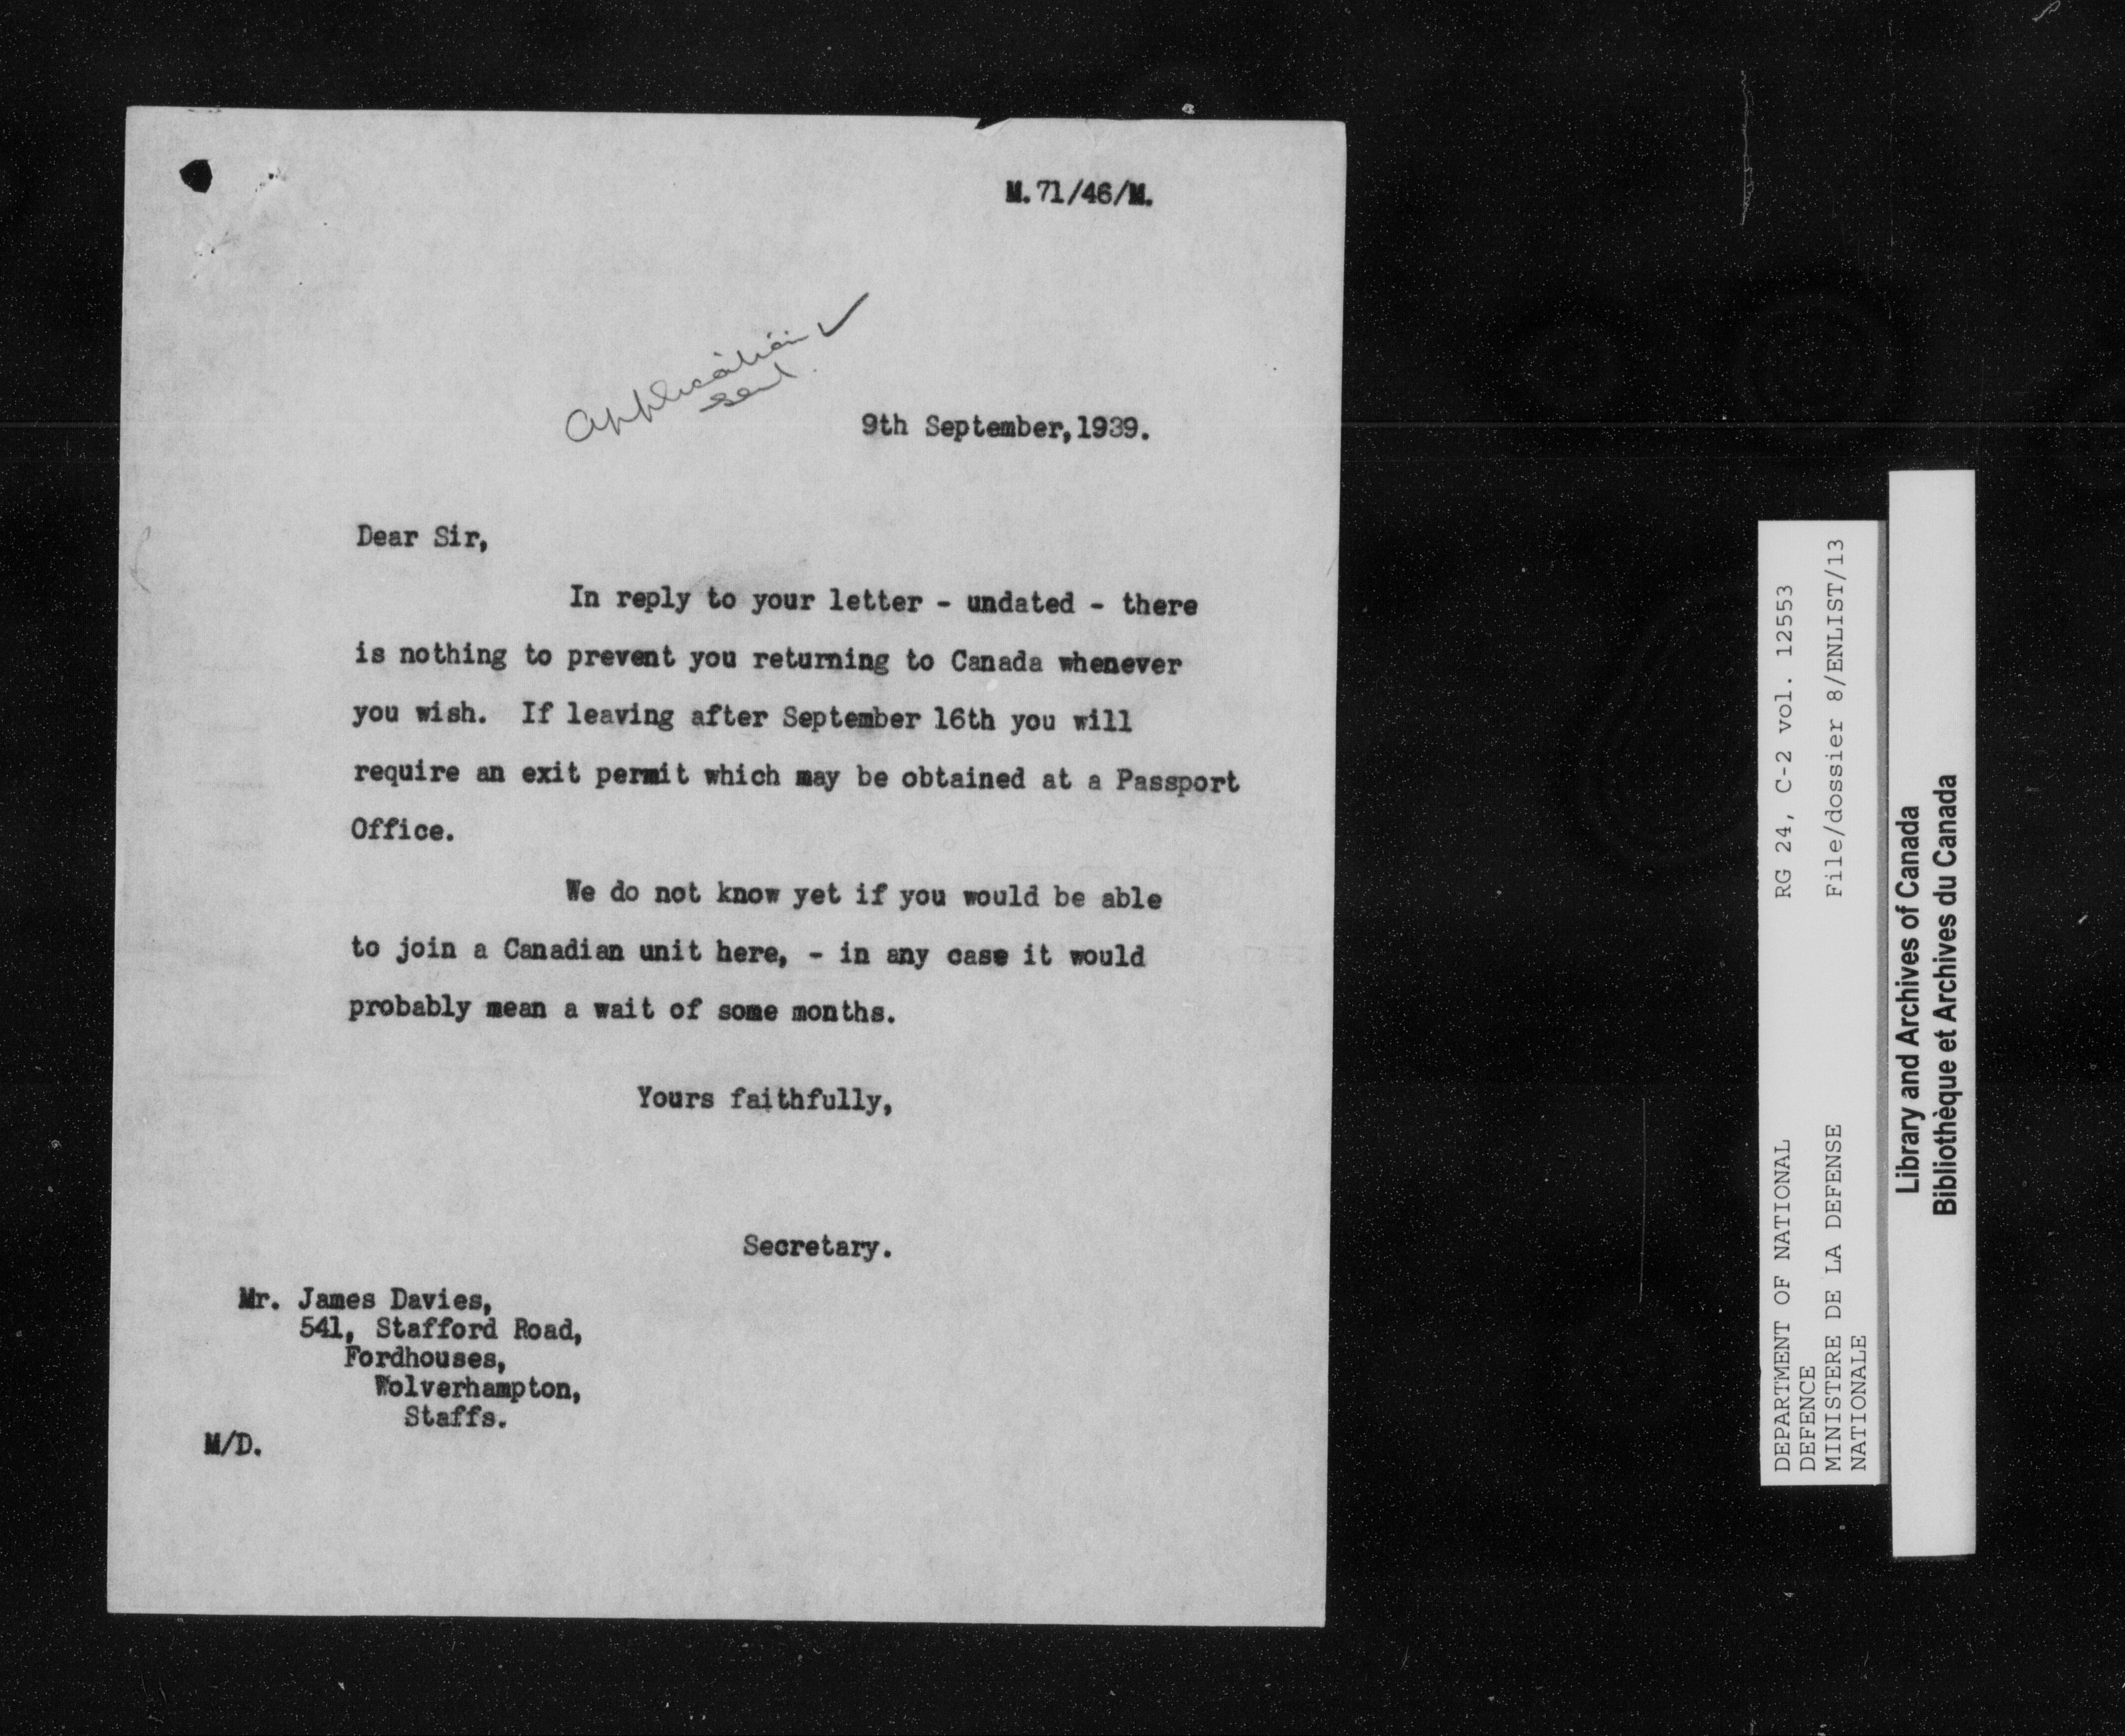 M.71/46/M.
Application ✓
sent.
9th September, 1939.
Dear Sir,
In reply to your letter - undated - there
is nothing to prevent you returning to Canada whenever
you wish. If leaving after September 16th you will
require an exit permit which may be obtained at a Passport
Office.
We do not know yet if you would be able
to join a Canadian unit here, - in any case it would
probably mean a wait of some months.
Yours faithfully,
Secretary.
Mr. James Davies,
541, Stafford Road,
Fordhouses,
Wolverhampton,
Staffs.
M/D.
DEPARTMENT OF NATIONAL
DEFENCE
MINISTERE DE LA DEFENSE
NATIONALE
RG 24, C-2 vol. 12553
File/dossier 8/ENLIST/13
Library and Archives of Canada
Bibliothèque et Archives du Canada